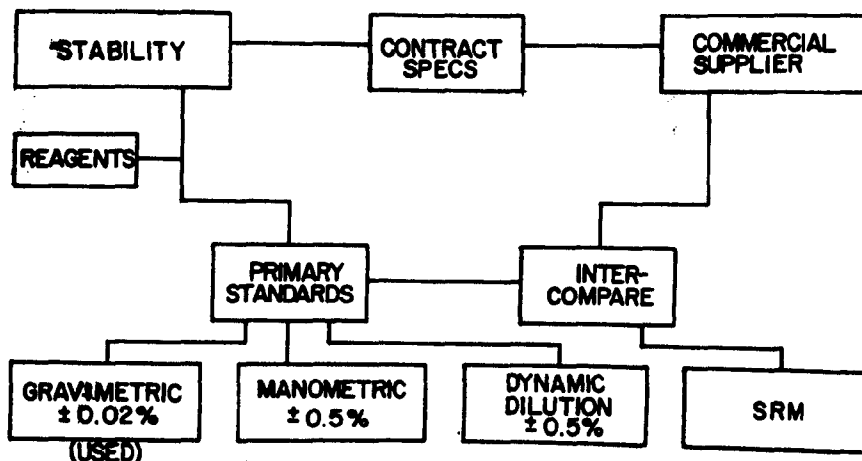 STABILITY
CONTRACT
SPECS
COMMERCIAL
SUPPLIER
REAGENTS
PRIMARY
STANDARDS
INTER-
COMPARE
GRAVIMETRIC
±0.02%
(USED)
MANOMETRIC
±0.5%
DYNAMIC
DILUTION
±0.5%
SRM